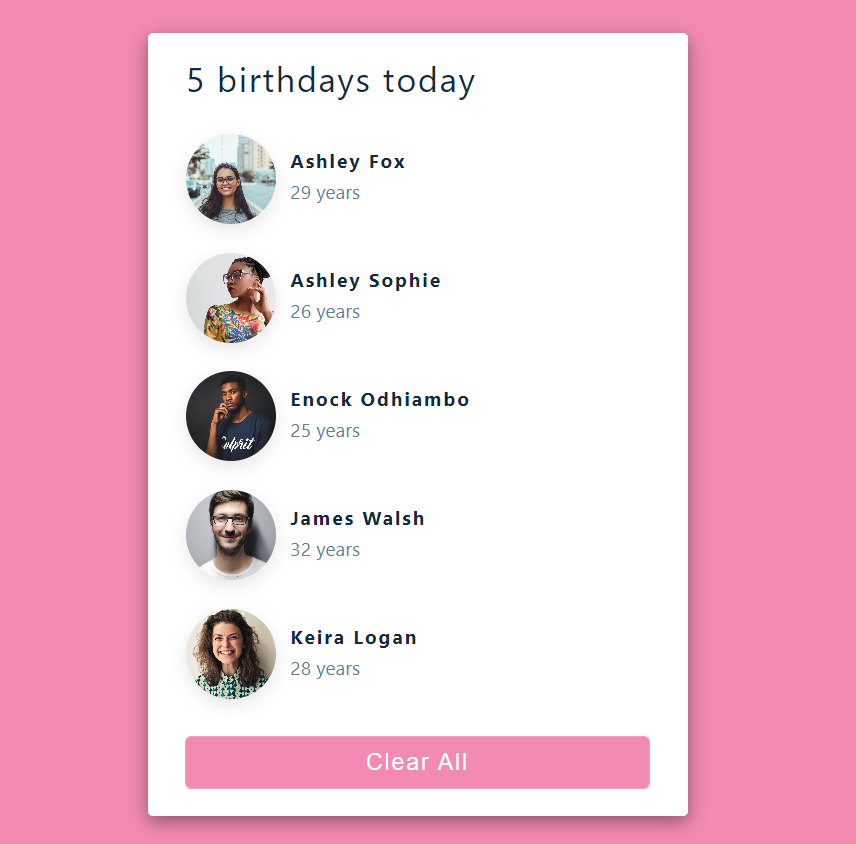 5 birthdays today
Ashley Fox
29 years
Ashley Sophie
26 years
Enock Odhiambo
25 years
James Walsh
32 years
Keira Logan
28 years
Clear All